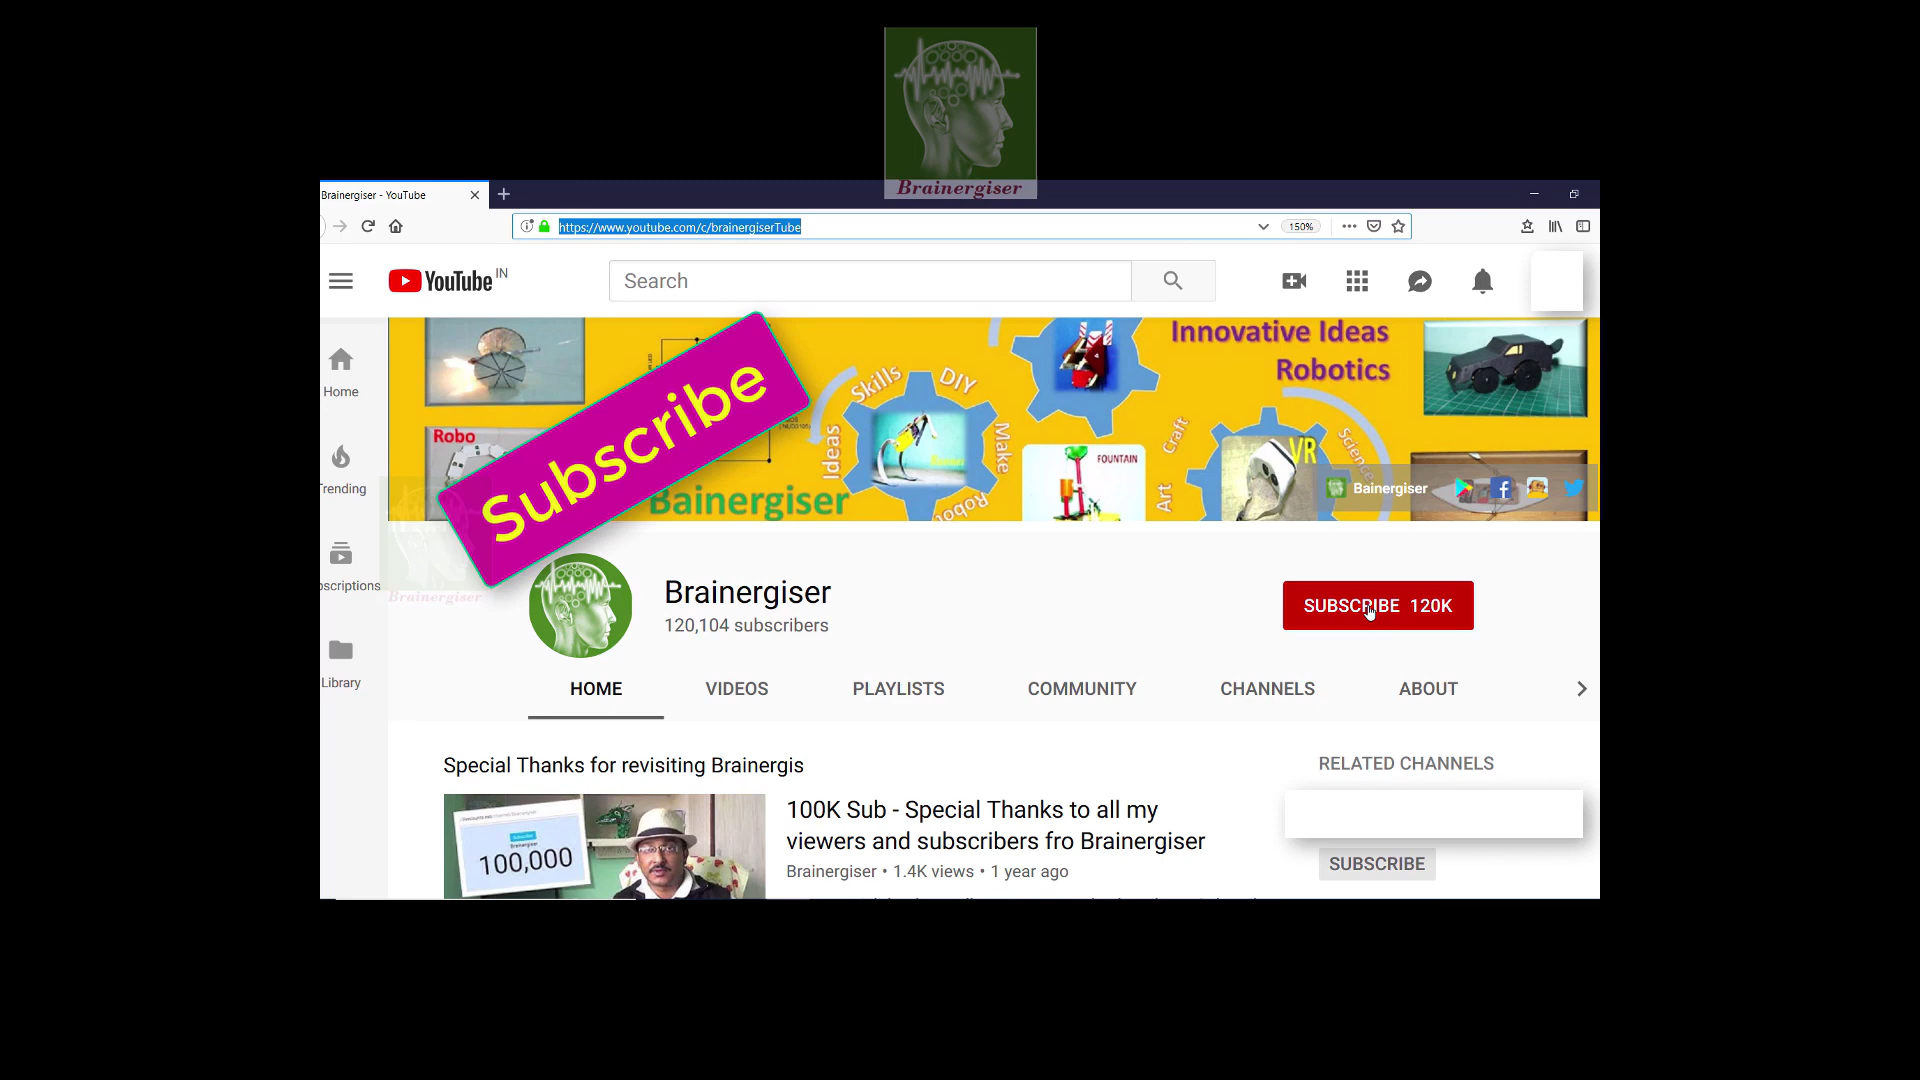 Brainergiser
Brainergiser - YouTube
https://www.youtube.com/c/brainergiserTube
150%
YouTube IN
Search
Home
Trending
scriptions
Library
Subscribe
Robo
Bainergiser
Skills
DIY
Ideas
Make
Robot
FOUNTAIN
Craft
Art
VR
Science
Innovative Ideas
Robotics
Bainergiser
Brainergiser
Brainergiser
120,104 subscribers
SUBSCRIBE 120K
HOME
VIDEOS
PLAYLISTS
COMMUNITY
CHANNELS
ABOUT
Special Thanks for revisiting Brainergis
100,000
100K Sub - Special Thanks to all my
viewers and subscribers fro Brainergiser
Brainergiser • 1.4K views • 1 year ago
RELATED CHANNELS
SUBSCRIBE